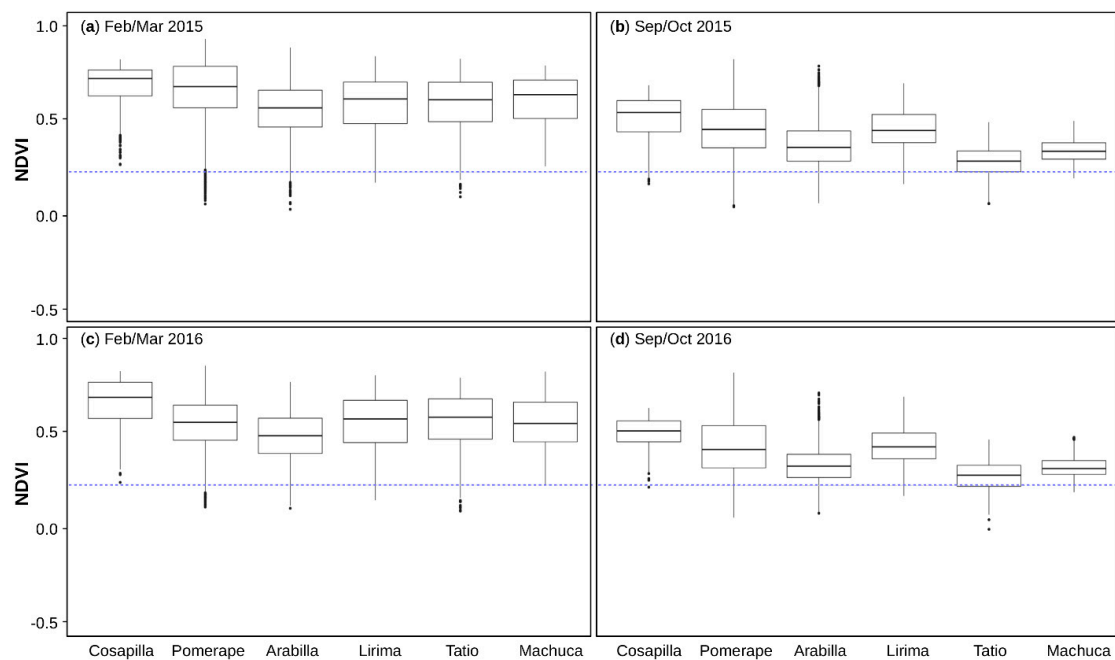 (a) Feb/Mar 2015
(b) Sep/Oct 2015
NDVI
1.0
0.5
0.0
-0.5
(c) Feb/Mar 2016
(d) Sep/Oct 2016
NDVI
1.0
0.5
0.0
-0.5
Cosapilla Pomerape Arabilla Lirima Tatio Machuca
Cosapilla Pomerape Arabilla Lirima Tatio Machuca